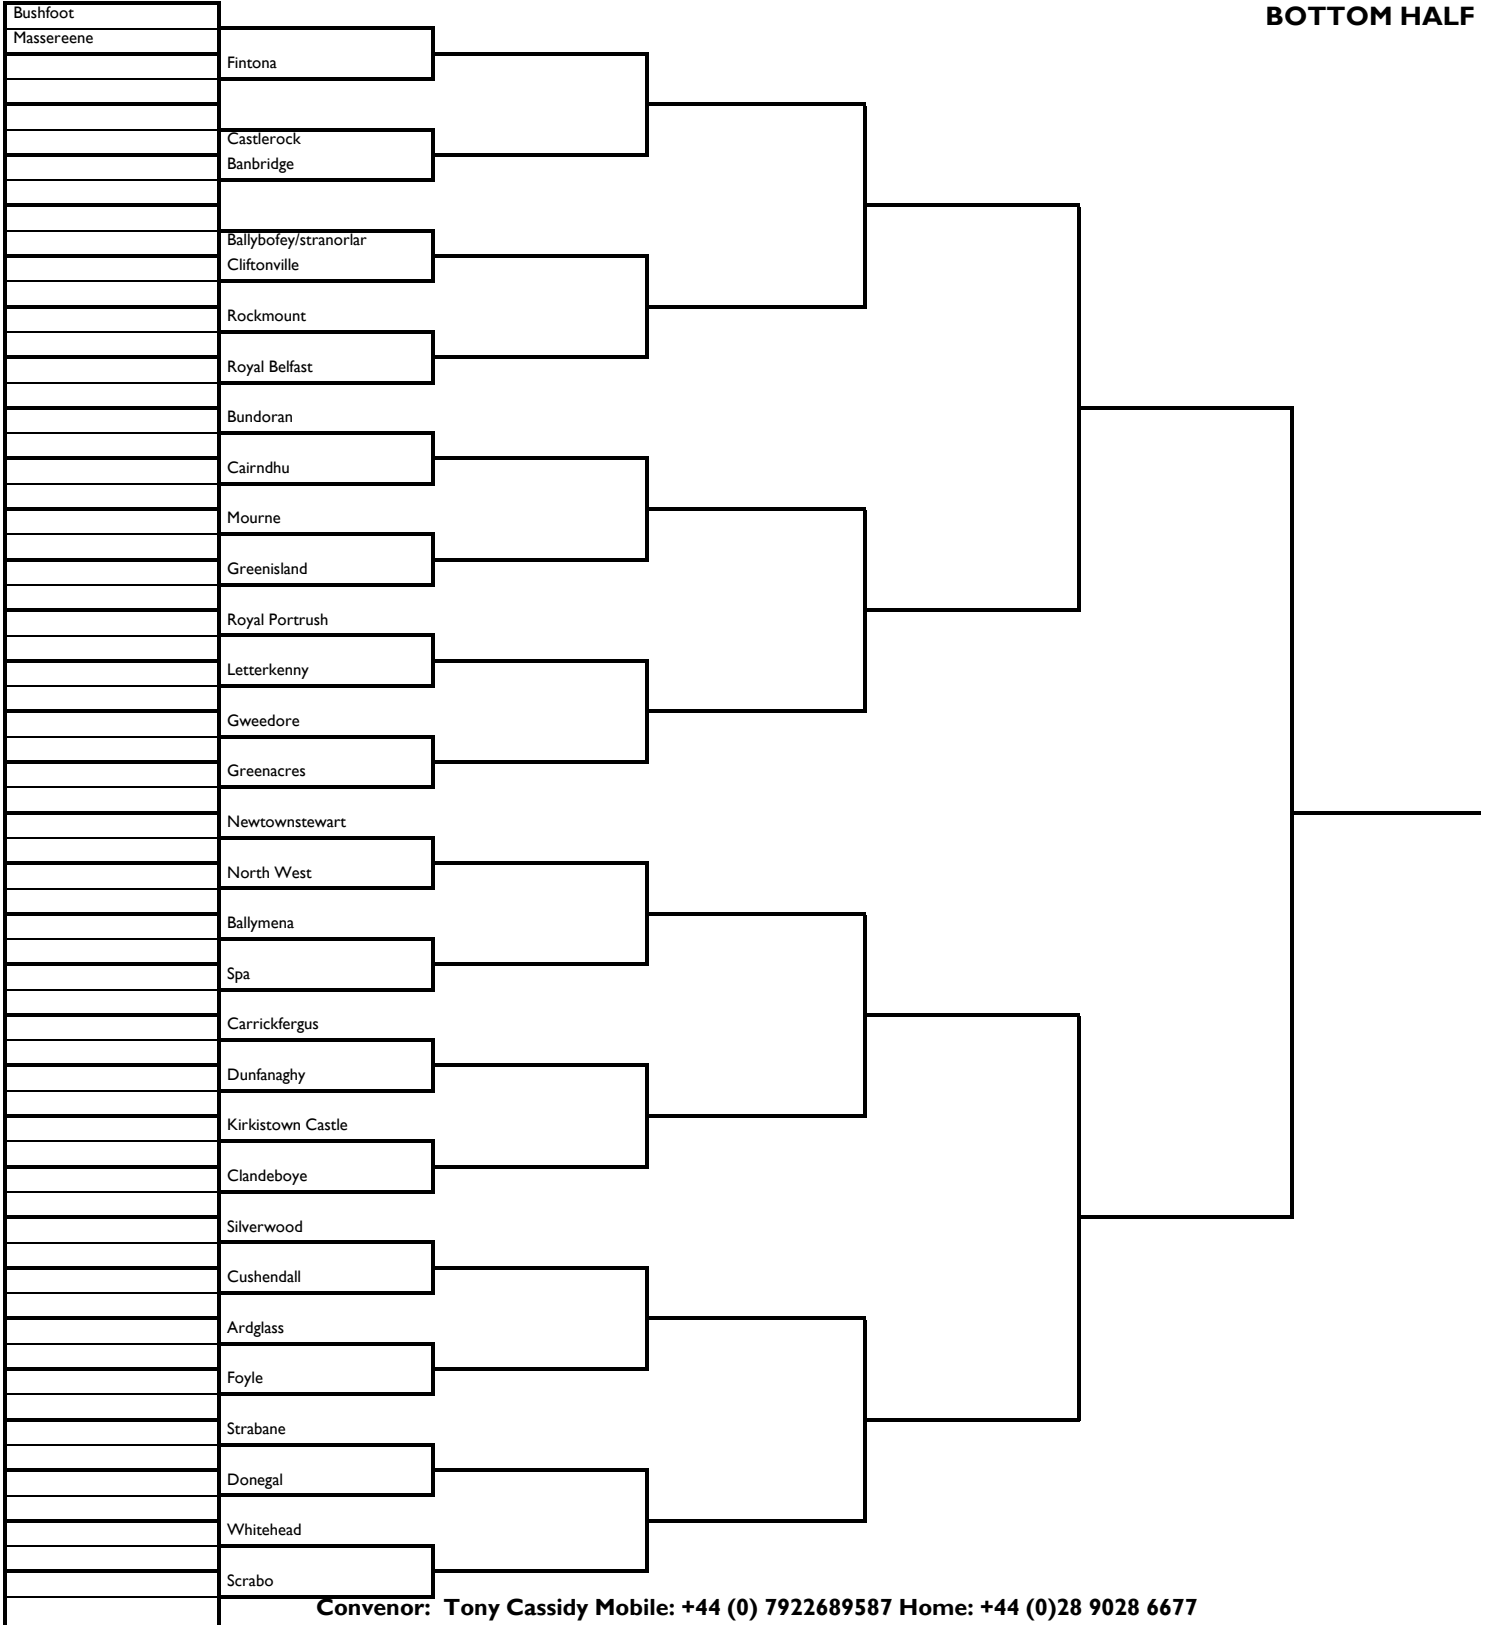 BOTTOM HALF
Bushfoot
Massereene
Fintona
Castlerock
Banbridge
Ballybofey/stranorlar
Cliftonville
Rockmount
Royal Belfast
Bundoran
Cairndhu
Mourne
Greenisland
Royal Portrush
Letterkenny
Gweedore
Greenacres
Newtownstewart
North West
Ballymena
Spa
Carrickfergus
Dunfanaghy
Kirkistown Castle
Clandeboye
Silverwood
Cushendall
Ardglass
Foyle
Strabane
Donegal
Whitehead
Scrabo
Convenor: Tony Cassidy Mobile: +44 (0) 7922689587 Home: +44 (0)28 9028 6677